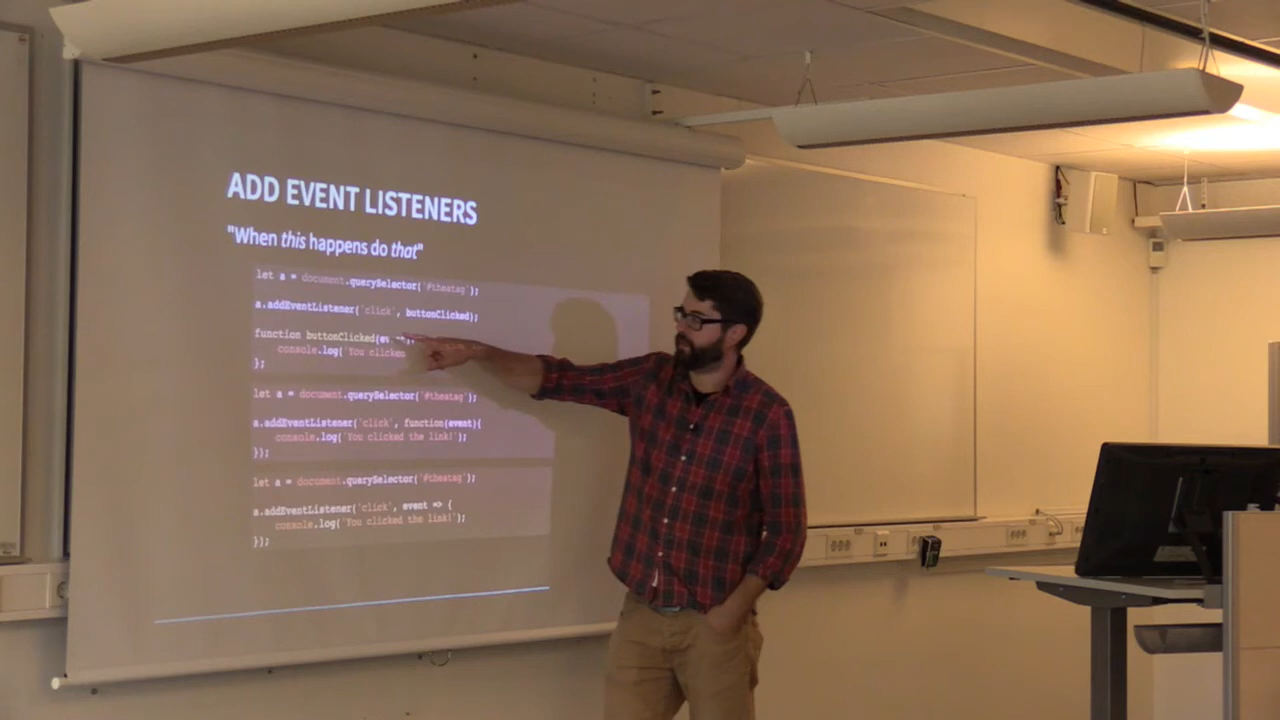 ADD EVENT LISTENERS
"When this happens do that"
let a = document.querySelector('#theatag');
a.addEventListener('click', buttonClicked);
function buttonClicked(
console.log('You
};
let a = document.querySelector('#theatag');
a.addEventListener('click', function(event){
console.log('You clicked the link!');
});
let a = document.querySelector('#theatag');
a.addEventListener('click', event => {
console.log('You clicked the link!');
});